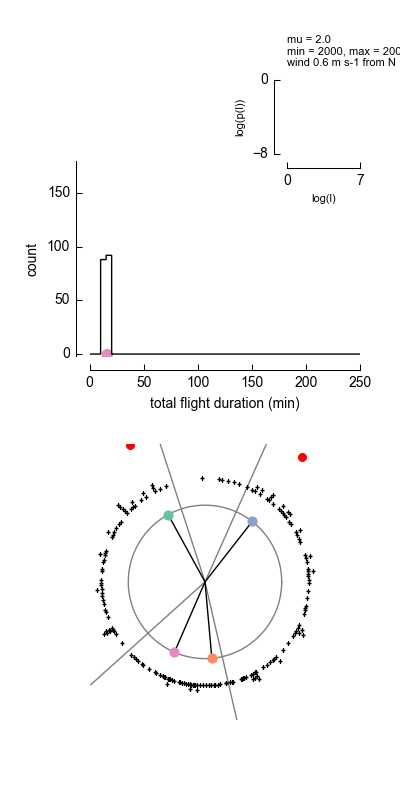 mu = 2.0
min = 2000, max = 200
wind 0.6 m s-1 from N
0
log(p(l))
−8
0 7
log(l)
150
100
50
0
count
0 50 100 150 200 250
total flight duration (min)